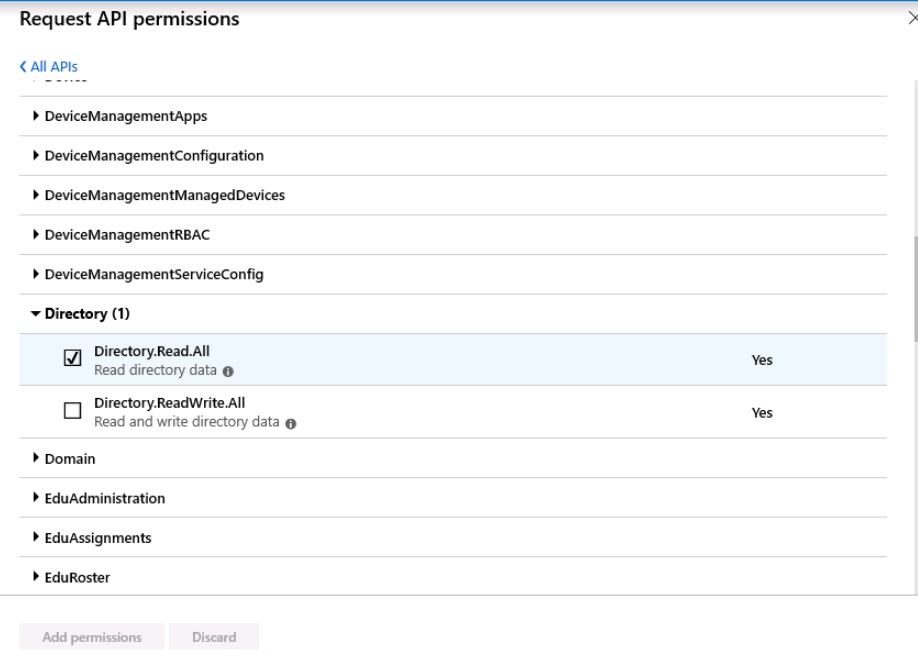 Request API permissions
All APIs
DeviceManagementApps
DeviceManagementConfiguration
DeviceManagementManagedDevices
DeviceManagementRBAC
DeviceManagementServiceConfig
Directory (1)
Directory.Read.All Yes
Read directory data
Directory.ReadWrite.All Yes
Read and write directory data
Domain
EduAdministration
EduAssignments
EduRoster
Add permissions Discard